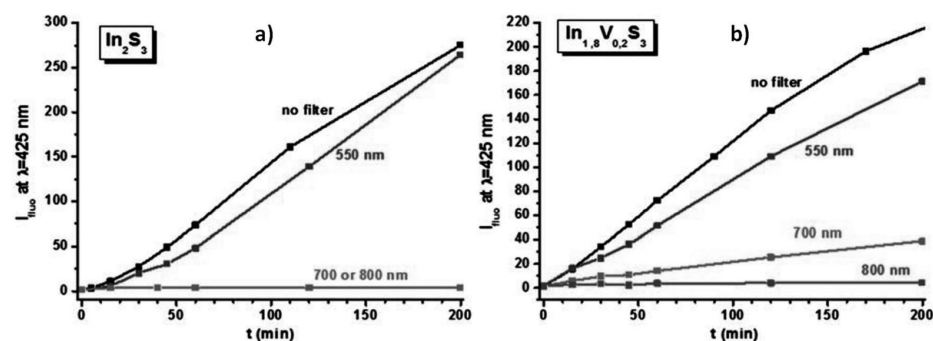 In2S3
a)
no filter
550 nm
700 or 800 nm
300
250
200
150
100
50
0
0 50 100 150 200
t (min)
Ifluo at λ=425 nm
In1,8V0,2S3
b)
no filter
550 nm
700 nm
800 nm
220
200
180
160
140
120
100
80
60
40
20
0
0 50 100 150 200
t (min)
Ifluo at λ=425 nm